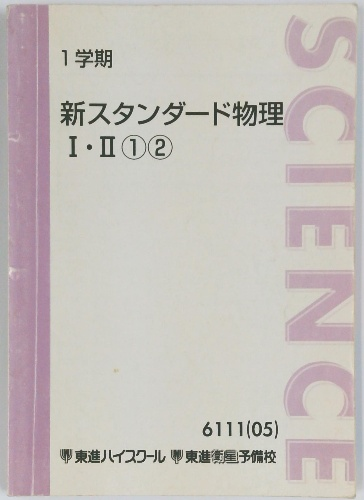 1学期
新スタンダード物理
Ⅰ・Ⅱ①②
SCIENCE
6111(05)
東進ハイスクール 東進衛星予備校